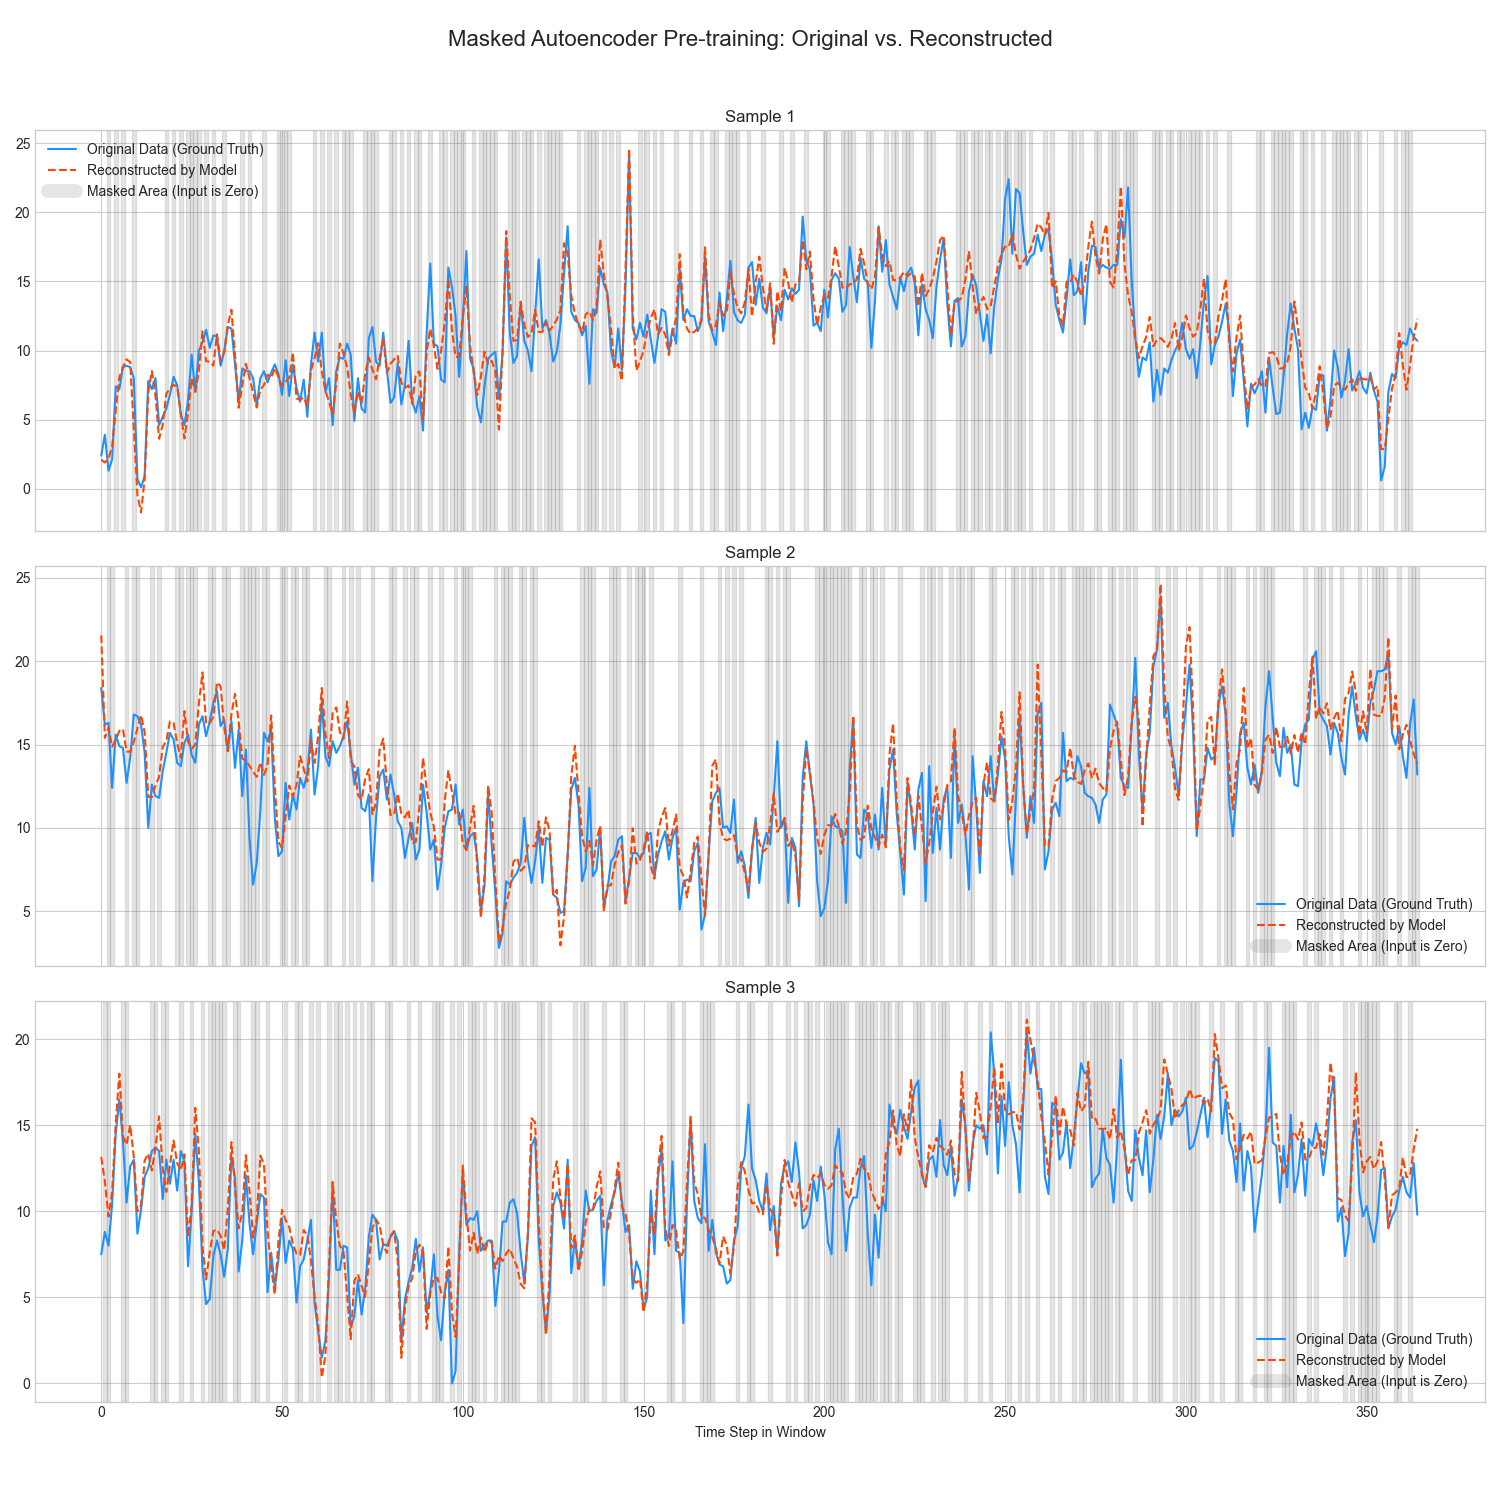 Masked Autoencoder Pre-training: Original vs. Reconstructed
Sample 1
25
20
15
10
5
0
Original Data (Ground Truth)
Reconstructed by Model
Masked Area (Input is Zero)
Sample 2
25
20
15
10
5
Original Data (Ground Truth)
Reconstructed by Model
Masked Area (Input is Zero)
Sample 3
20
15
10
5
0
Original Data (Ground Truth)
Reconstructed by Model
Masked Area (Input is Zero)
0 50 100 150 200 250 300 350
Time Step in Window